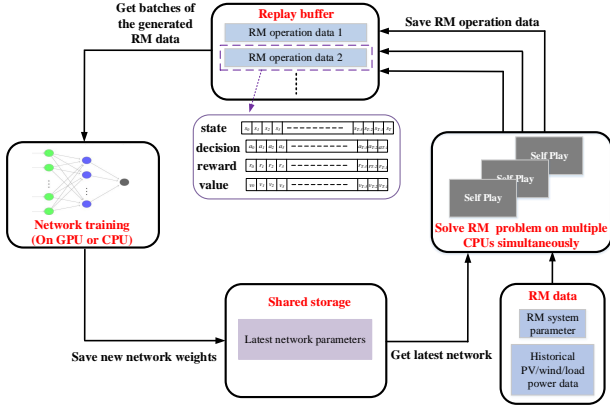 Get batches of
the generated
RM data
Replay buffer
RM operation data 1
RM operation data 2
Save RM operation data
state
decision
reward
value
Self Play
Self Play
Self Play
Solve RM problem on multiple
CPUs simultaneously
Network training
(On GPU or CPU)
Shared storage
Latest network parameters
Save new network weights
Get latest network
RM data
RM system
parameter
Historical
PV/wind/load
power data